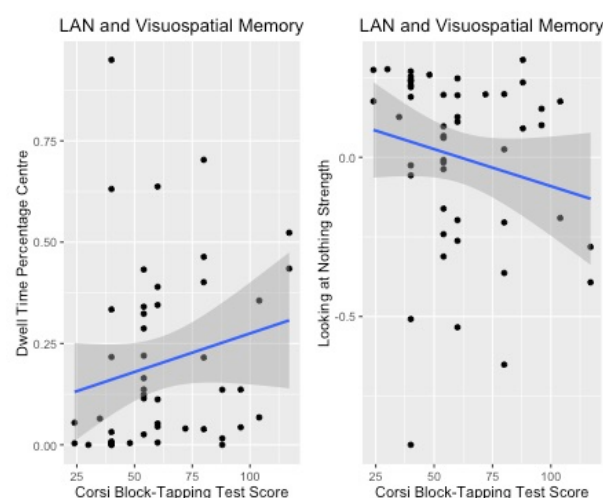 LAN and Visuospatial Memory
Dwell Time Percentage Centre
0.75
0.50
0.25
0.00
25 50 75 100
Corsi Block-Tapping Test Score
LAN and Visuospatial Memory
Looking at Nothing Strength
0.0
-0.5
25 50 75 100
Corsi Block-Tapping Test Score